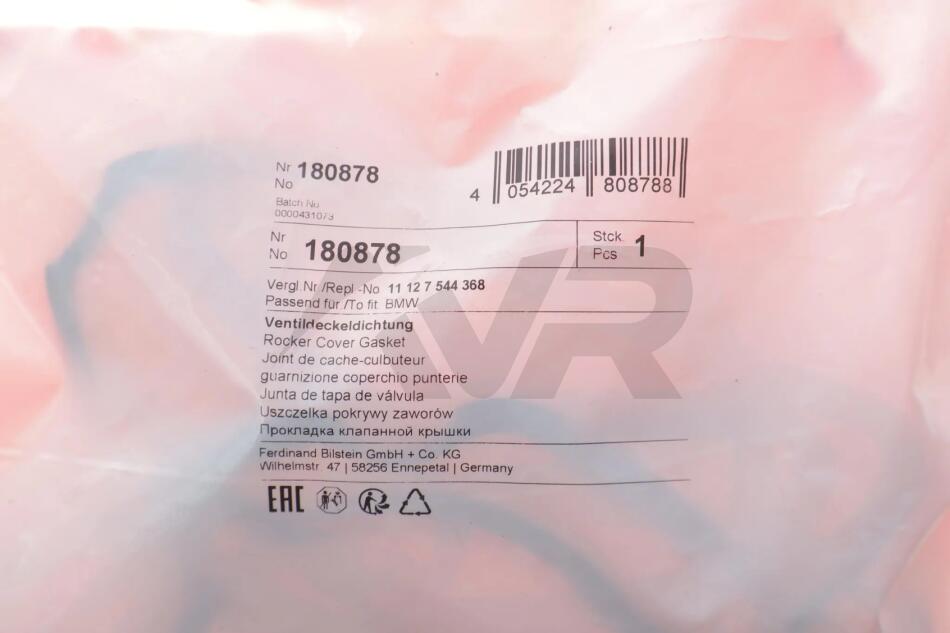 Nr 180878
No
Batch No
0000431073
4 054224 808788
Nr
No 180878
Stck.
Pcs 1
Vergl.Nr./Repl.-No. 11 12 7 544 368
Passend für /To fit: BMW
Ventildeckeldichtung
Rocker Cover Gasket
Joint de cache-culbuteur
guarnizione coperchio punterie
Junta de tapa de válvula
Uszczelka pokrywy zaworów
Прокладка клапанной крышки
Ferdinand Bilstein GmbH + Co. KG
Wilhelmstr. 47 | 58256 Ennepetal | Germany
EAC